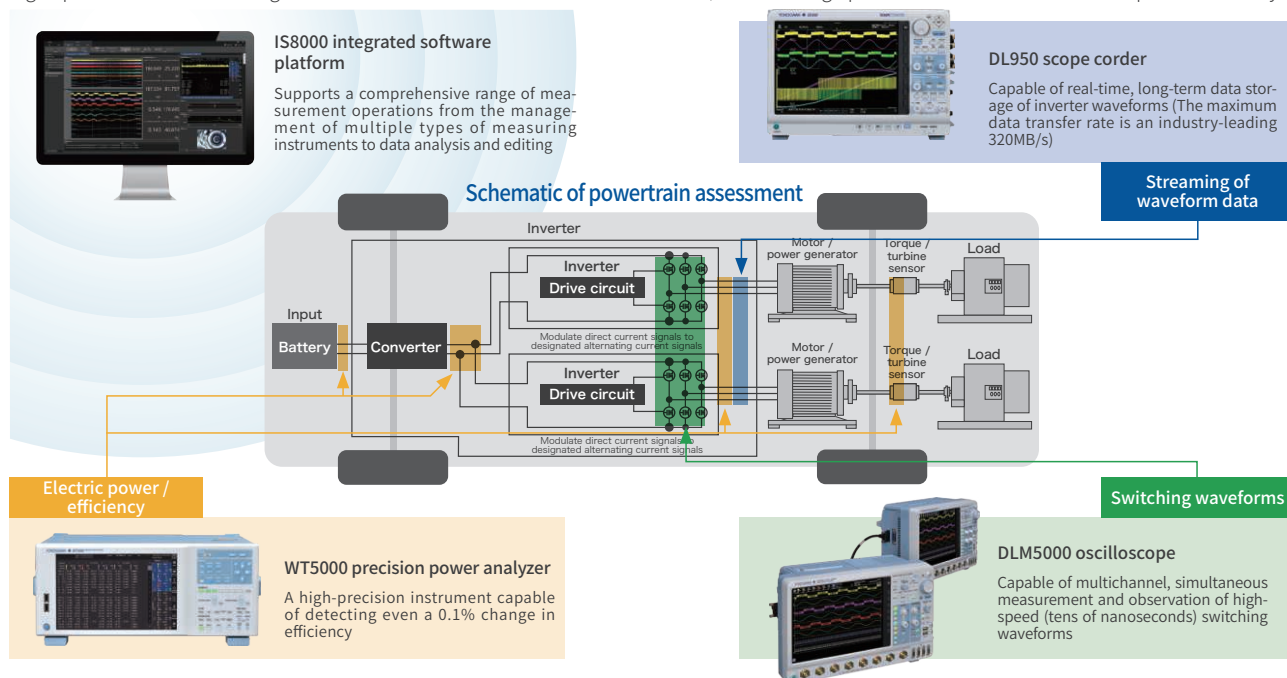 IS8000 integrated software
platform
Supports a comprehensive range of mea-
surement operations from the manage-
ment of multiple types of measuring
instruments to data analysis and editing
DL950 scope corder
Capable of real-time, long-term data stor-
age of inverter waveforms (The maximum
data transfer rate is an industry-leading
320MB/s)
Streaming of
waveform data
Schematic of powertrain assessment
Inverter
Input
Battery
Converter
Inverter
Drive circuit
Modulate direct current signals to
designated alternating current signals
Motor /
power generator
Torque /
turbine
sensor
Load
Inverter
Drive circuit
Modulate direct current signals to
designated alternating current signals
Motor /
power generator
Torque /
turbine
sensor
Load
Electric power /
efficiency
WT5000 precision power analyzer
A high-precision instrument capable
of detecting even a 0.1% change in
efficiency
Switching waveforms
DLM5000 oscilloscope
Capable of multichannel, simultaneous
measurement and observation of high-
speed (tens of nanoseconds) switching
waveforms